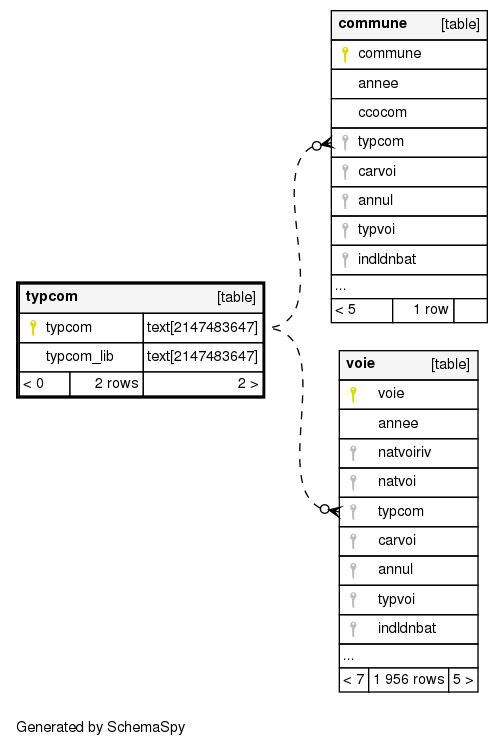 commune [table]
commune
annee
ccocom
typcom
carvoi
annul
typvoi
indldnbat
...
< 5 1 row
typcom [table]
typcom text[2147483647]
typcom_lib text[2147483647]
< 0 2 rows 2 >
voie [table]
voie
annee
natvoiriv
natvoi
typcom
carvoi
annul
typvoi
indldnbat
...
< 7 1 956 rows 5 >
Generated by SchemaSpy